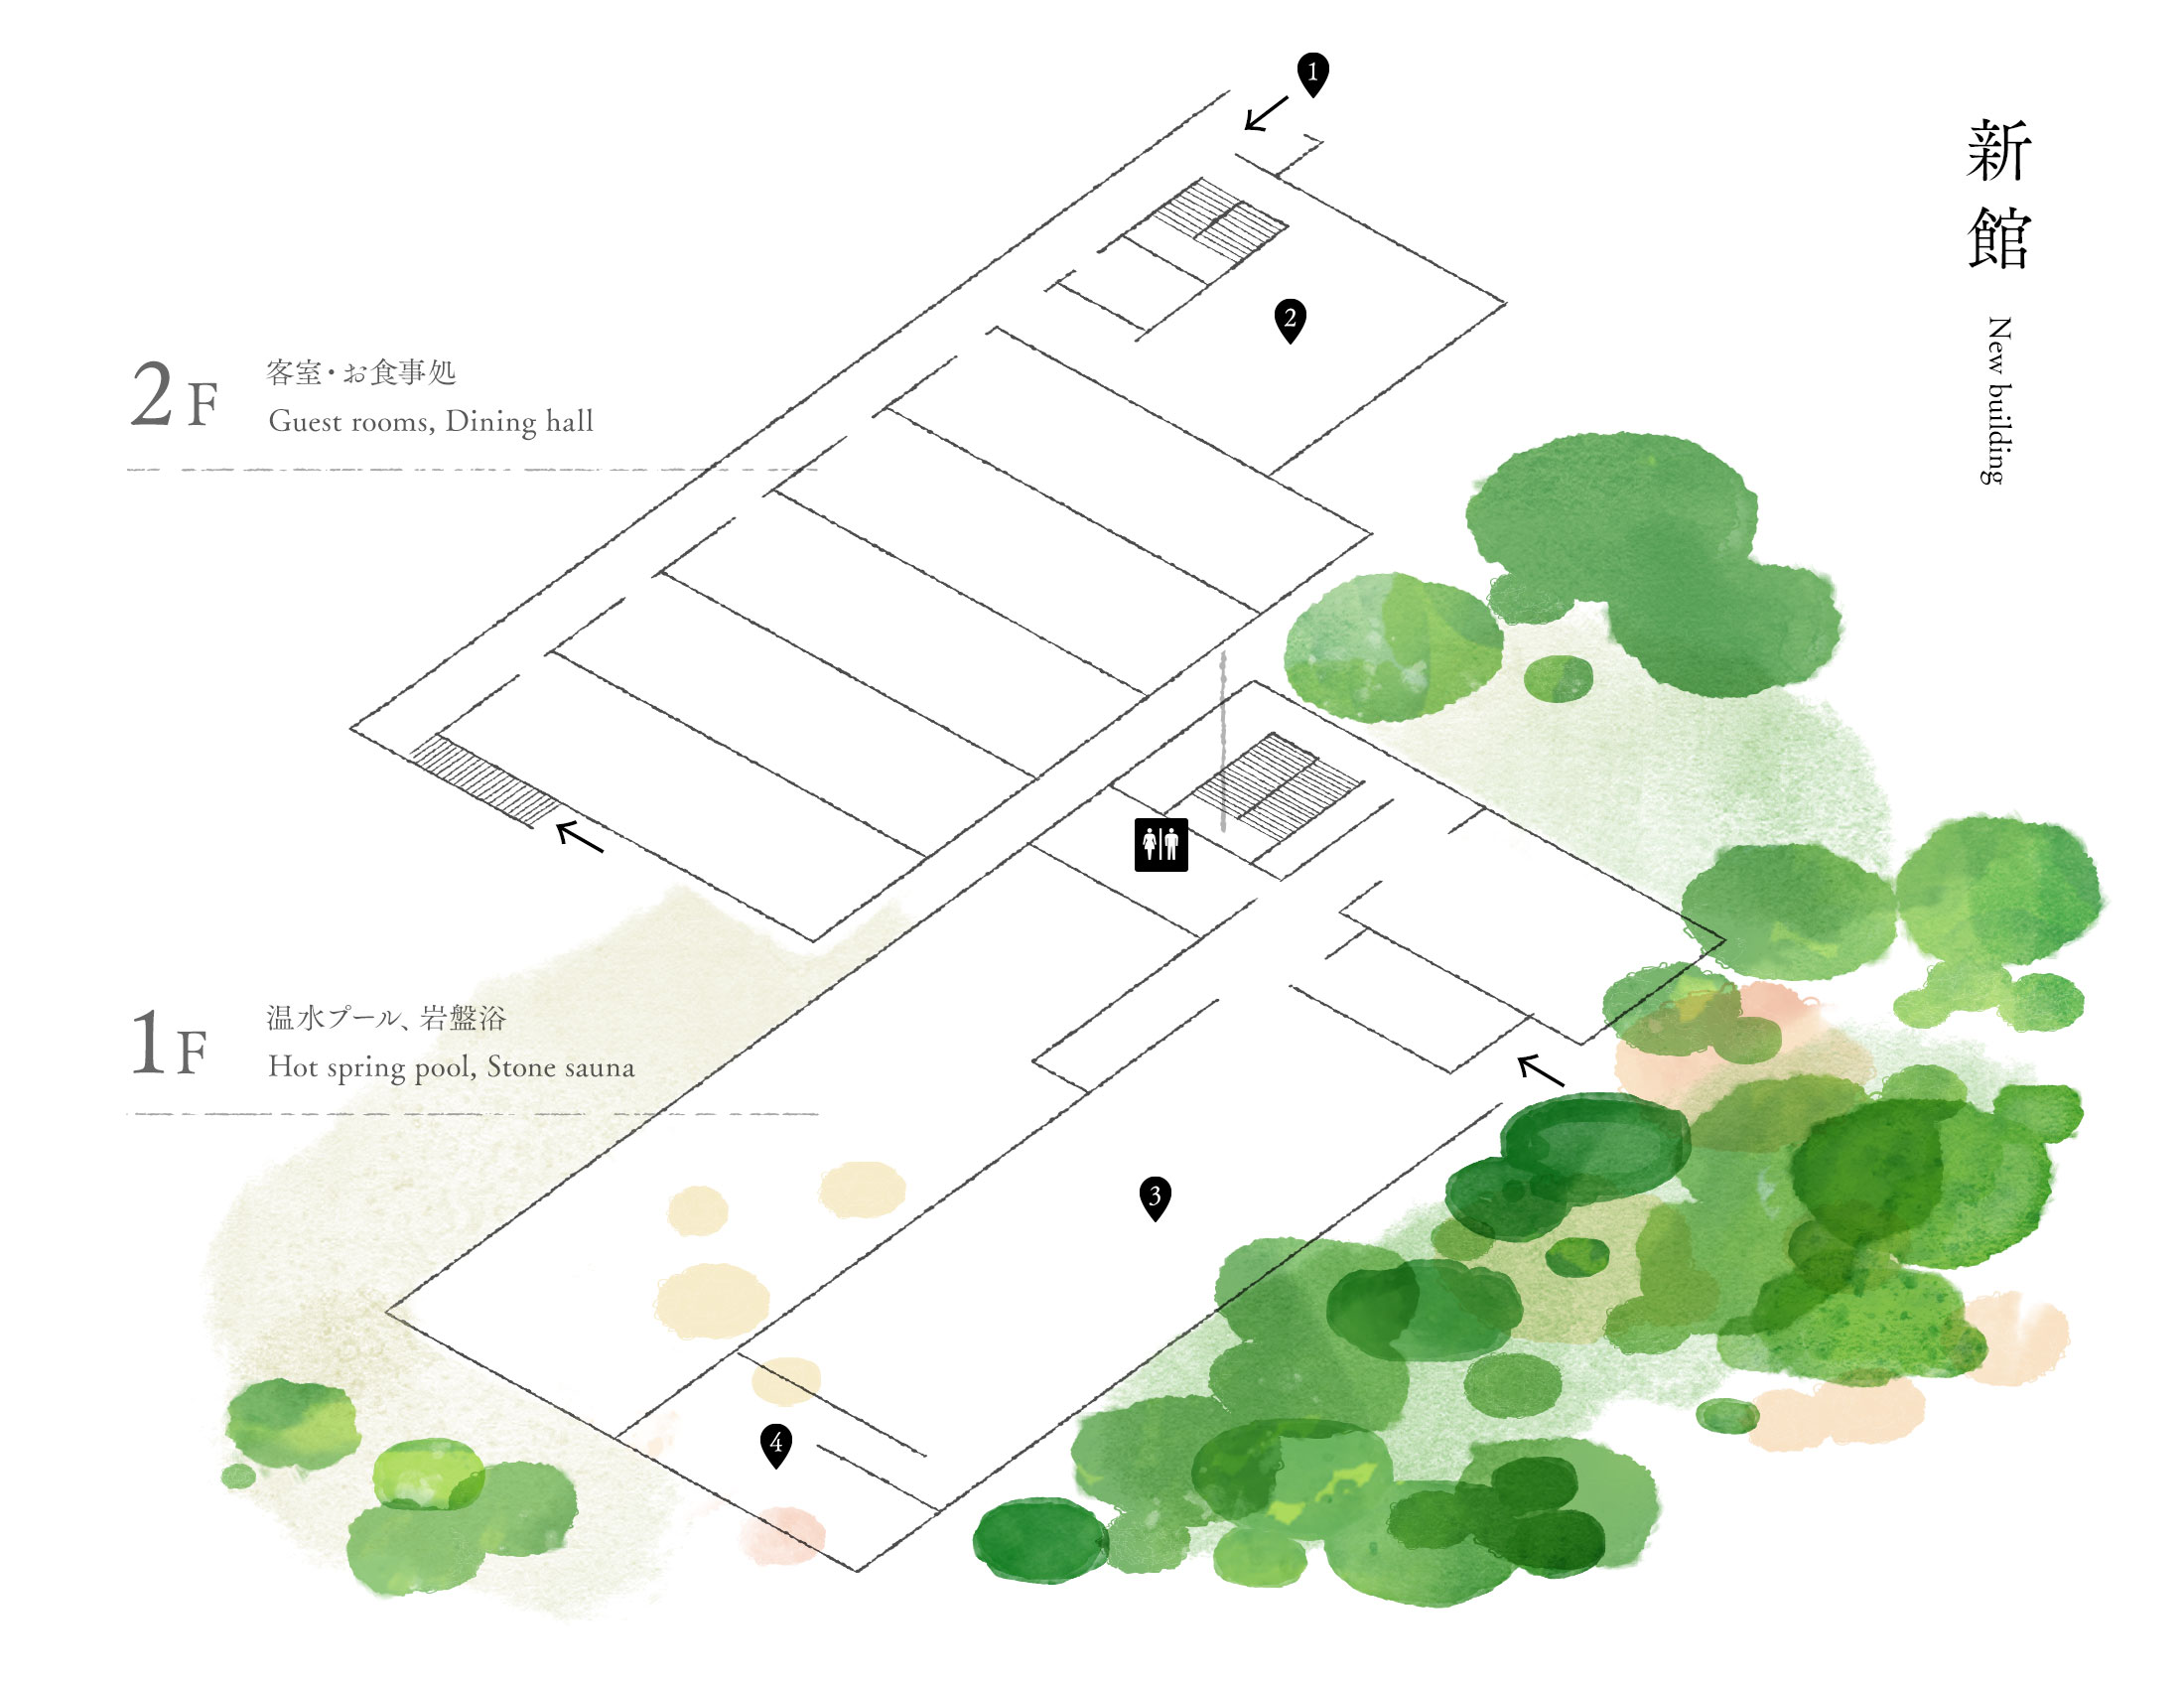 新館
New building
1
2
2F
客室・お食事処
Guest rooms, Dining hall
1F
温水プール、岩盤浴
Hot spring pool, Stone sauna
3
4